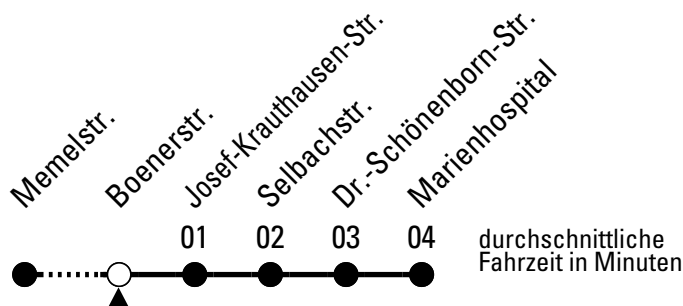 Memelstr.
Boenerstr.
Josef-Krauthausen-Str.
Selbachstr.
Dr.-Schönenborn-Str.
Marienhospital
01 02 03 04
durchschnittliche
Fahrzeit in Minuten